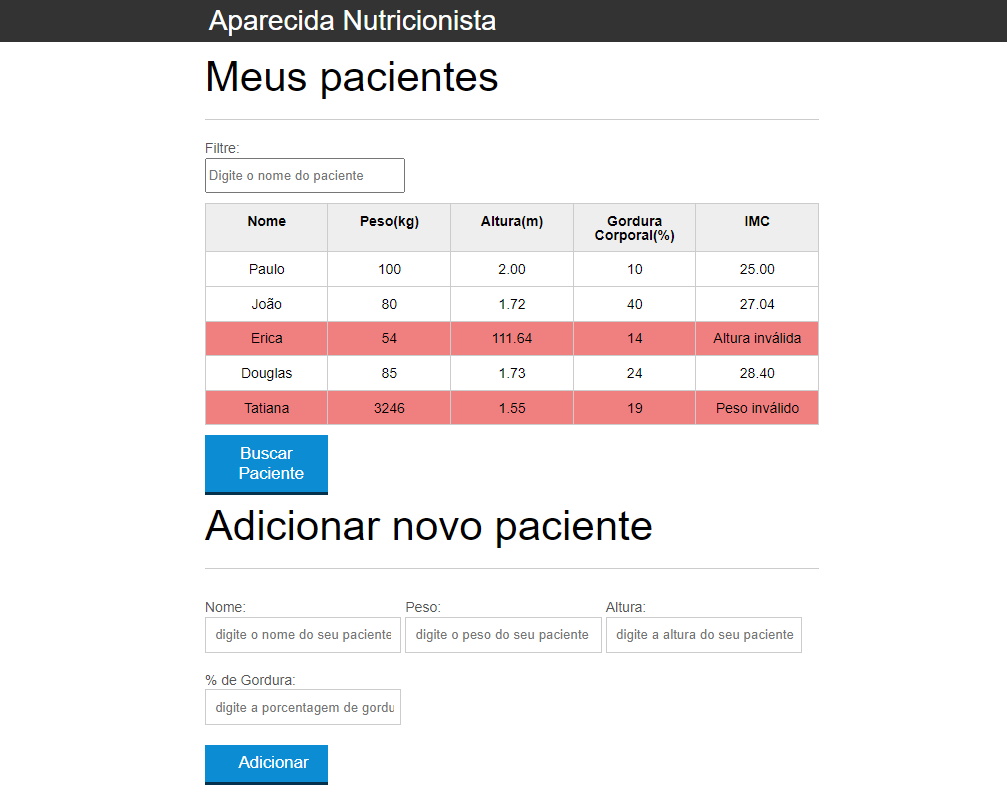 Aparecida Nutricionista
Meus pacientes
Filtre:
Digite o nome do paciente
Nome Peso(kg) Altura(m) Gordura Corporal(%) IMC
Paulo 100 2.00 10 25.00
João 80 1.72 40 27.04
Erica 54 111.64 14 Altura inválida
Douglas 85 1.73 24 28.40
Tatiana 3246 1.55 19 Peso inválido
Buscar
Paciente
Adicionar novo paciente
Nome: Peso: Altura:
digite o nome do seu paciente digite o peso do seu paciente digite a altura do seu paciente
% de Gordura:
digite a porcentagem de gordu
Adicionar